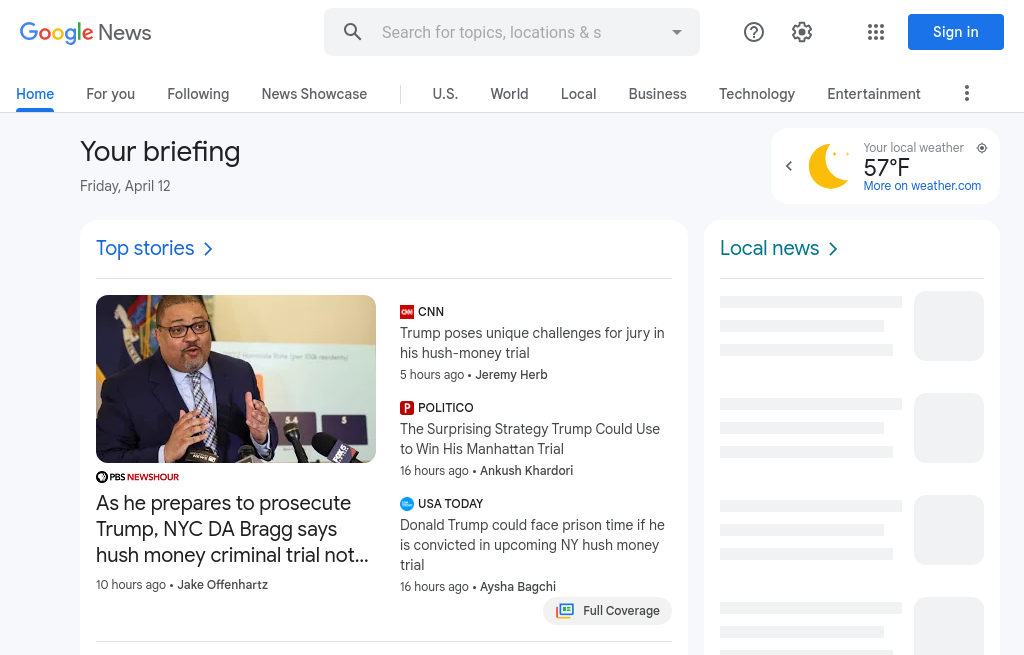 Google News
Search for topics, locations & s
Sign in
Home
For you
Following
News Showcase
U.S.
World
Local
Business
Technology
Entertainment
Your briefing
Friday, April 12
Your local weather
57°F
More on weather.com
Top stories
PBS NEWSHOUR
As he prepares to prosecute
Trump, NYC DA Bragg says
hush money criminal trial not...
10 hours ago • Jake Offenhartz
CNN
Trump poses unique challenges for jury in
his hush-money trial
5 hours ago • Jeremy Herb
POLITICO
The Surprising Strategy Trump Could Use
to Win His Manhattan Trial
16 hours ago • Ankush Khardori
USA TODAY
Donald Trump could face prison time if he
is convicted in upcoming NY hush money
trial
16 hours ago • Aysha Bagchi
Full Coverage
Local news